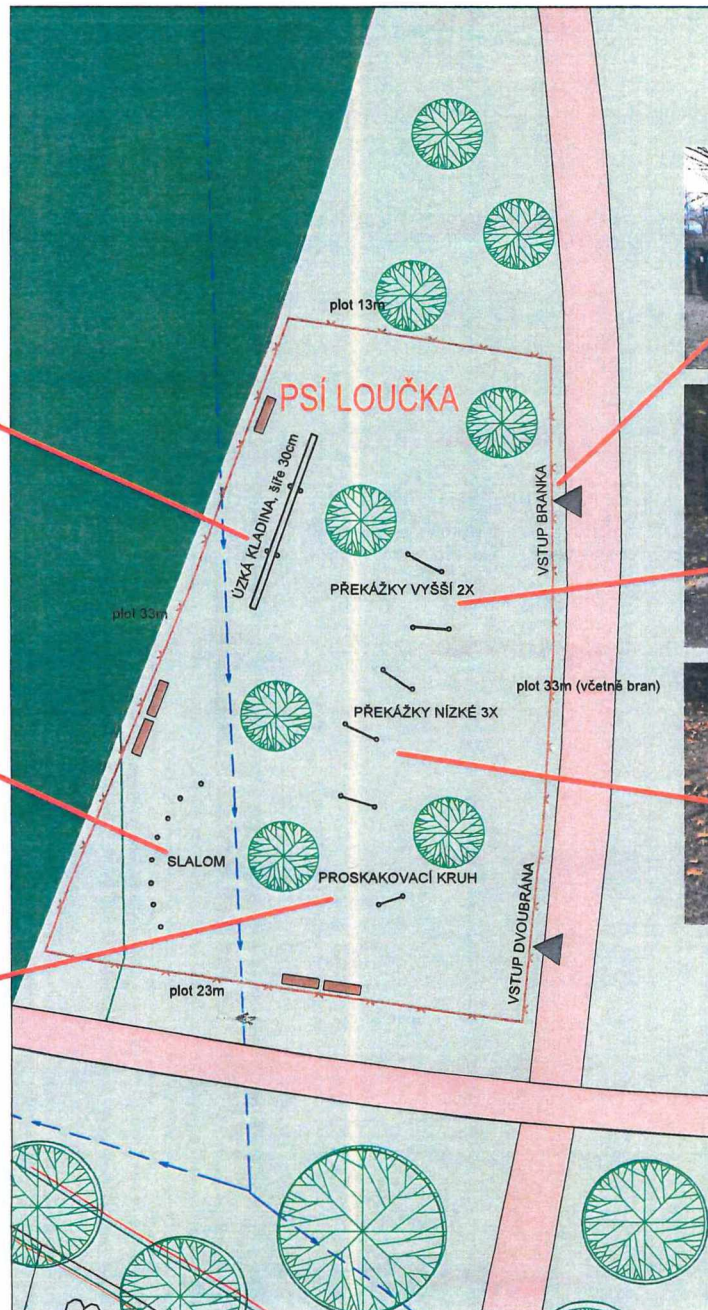 plot 13m
PSÍ LOUČKA
ÚZKÁ KLADINA, šíře 30cm
VSTUP BRANKA
PŘEKÁŽKY VYŠŠÍ 2X
plot 33m
plot 33m (včetně bran)
PŘEKÁŽKY NÍZKÉ 3X
SLALOM
PROSKAKOVACÍ KRUH
VSTUP DVOUBRÁNA
plot 23m